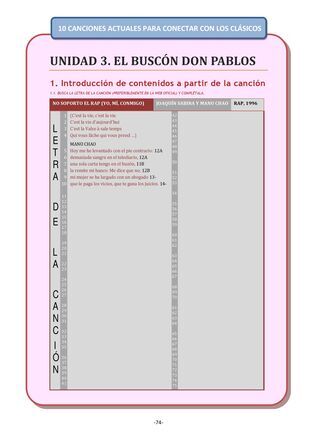 10 CANCIONES ACTUALES PARA CONECTAR CON LOS CLÁSICOS
UNIDAD 3. EL BUSCÓN DON PABLOS
1. Introducción de contenidos a partir de la canción
1.1. BUSCA LA LETRA DE LA CANCIÓN (PREFERIBLEMENTE EN LA WEB OFICIAL) Y COMPLÉTALA.
NO SOPORTO EL RAP (YO, MÍ, CONMIGO) JOAQUÍN SABINA Y MANU CHAO RAP, 1996
LETRA DE LA CANCIÓN
(C'est la vie, c'est la vie
C'est la vie d'aujourd'hui
C'est la Valse à sale temps
Qui vous fâche qui vous prend …)
MANU CHAO
Hoy me he levantado (con el pie contrario: 12A
demasiada sangre en el telediario, 12A
una sola carta tengo en el buzón, 11B
la remite mi banco: Me dice que no; 12B
mi mujer se ha largado con un abogado 13-
que le paga los vicios, que te gana los juicios. 14-
-74-